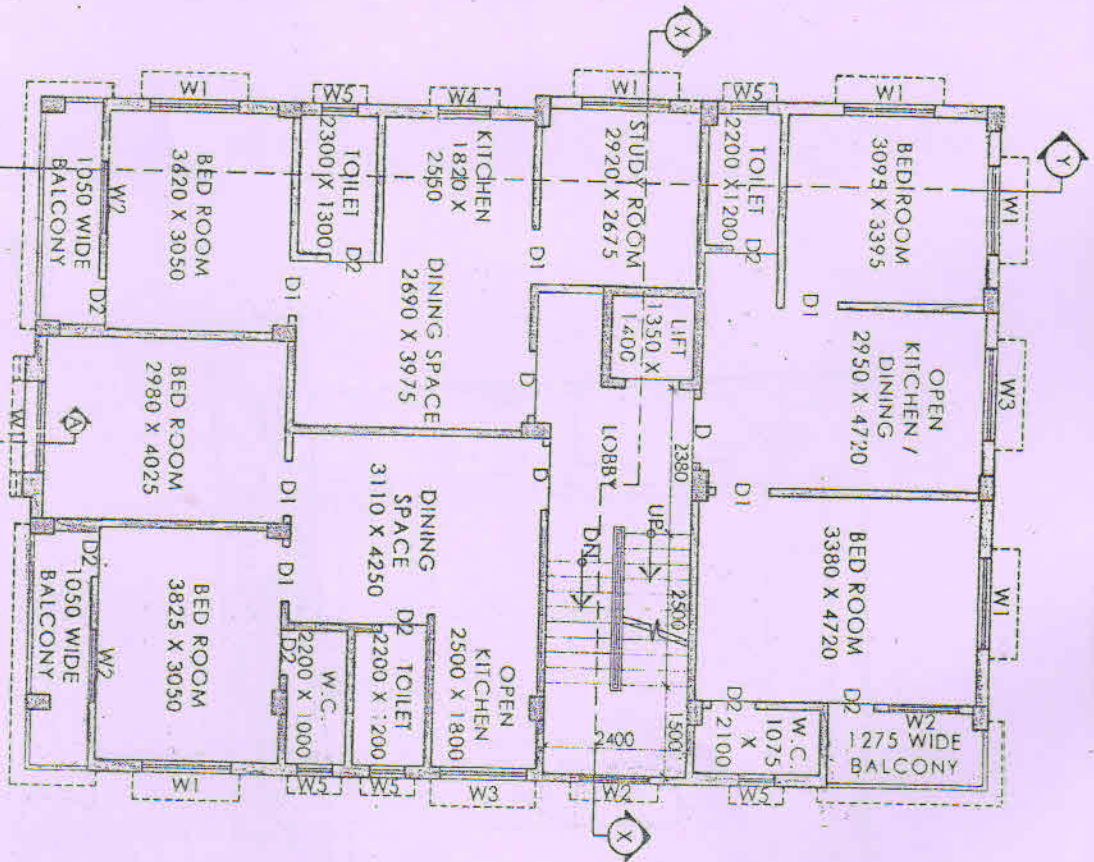 X
W1
W5
W4
W1
W5
W1
Y
1050 WIDE
BALCONY
W2
D2
BED ROOM
3620 X 3050
TOILET
2300 X 1300
D2
KITCHEN
1820 X
2550
STUDY ROOM
2920 X 2675
TOILET
2200 X 1200
D2
BEDROOM
3095 X 3395
W1
D1
DINING SPACE
2690 X 3975
D1
D
LIFT
1350 X
1400
D1
OPEN
KITCHEN /
DINING
2950 X 4720
W3
A
BED ROOM
2980 X 4025
D1
D
LOBBY
2380
D
D1
DINING
SPACE
3110 X 4250
DN
UP
2500
BED ROOM
3380 X 4720
W1
D2
1050 WIDE
BALCONY
W2
BED ROOM
3825 X 3050
D1
D2
W.C.
2200 X 1000
D2
TOILET
2200 X 1200
OPEN
KITCHEN
2500 X 1800
2400
1500
D2
W.C.
1075
X
2100
D2
W2
1275 WIDE
BALCONY
W1
W5
W5
W3
W2
W5
X